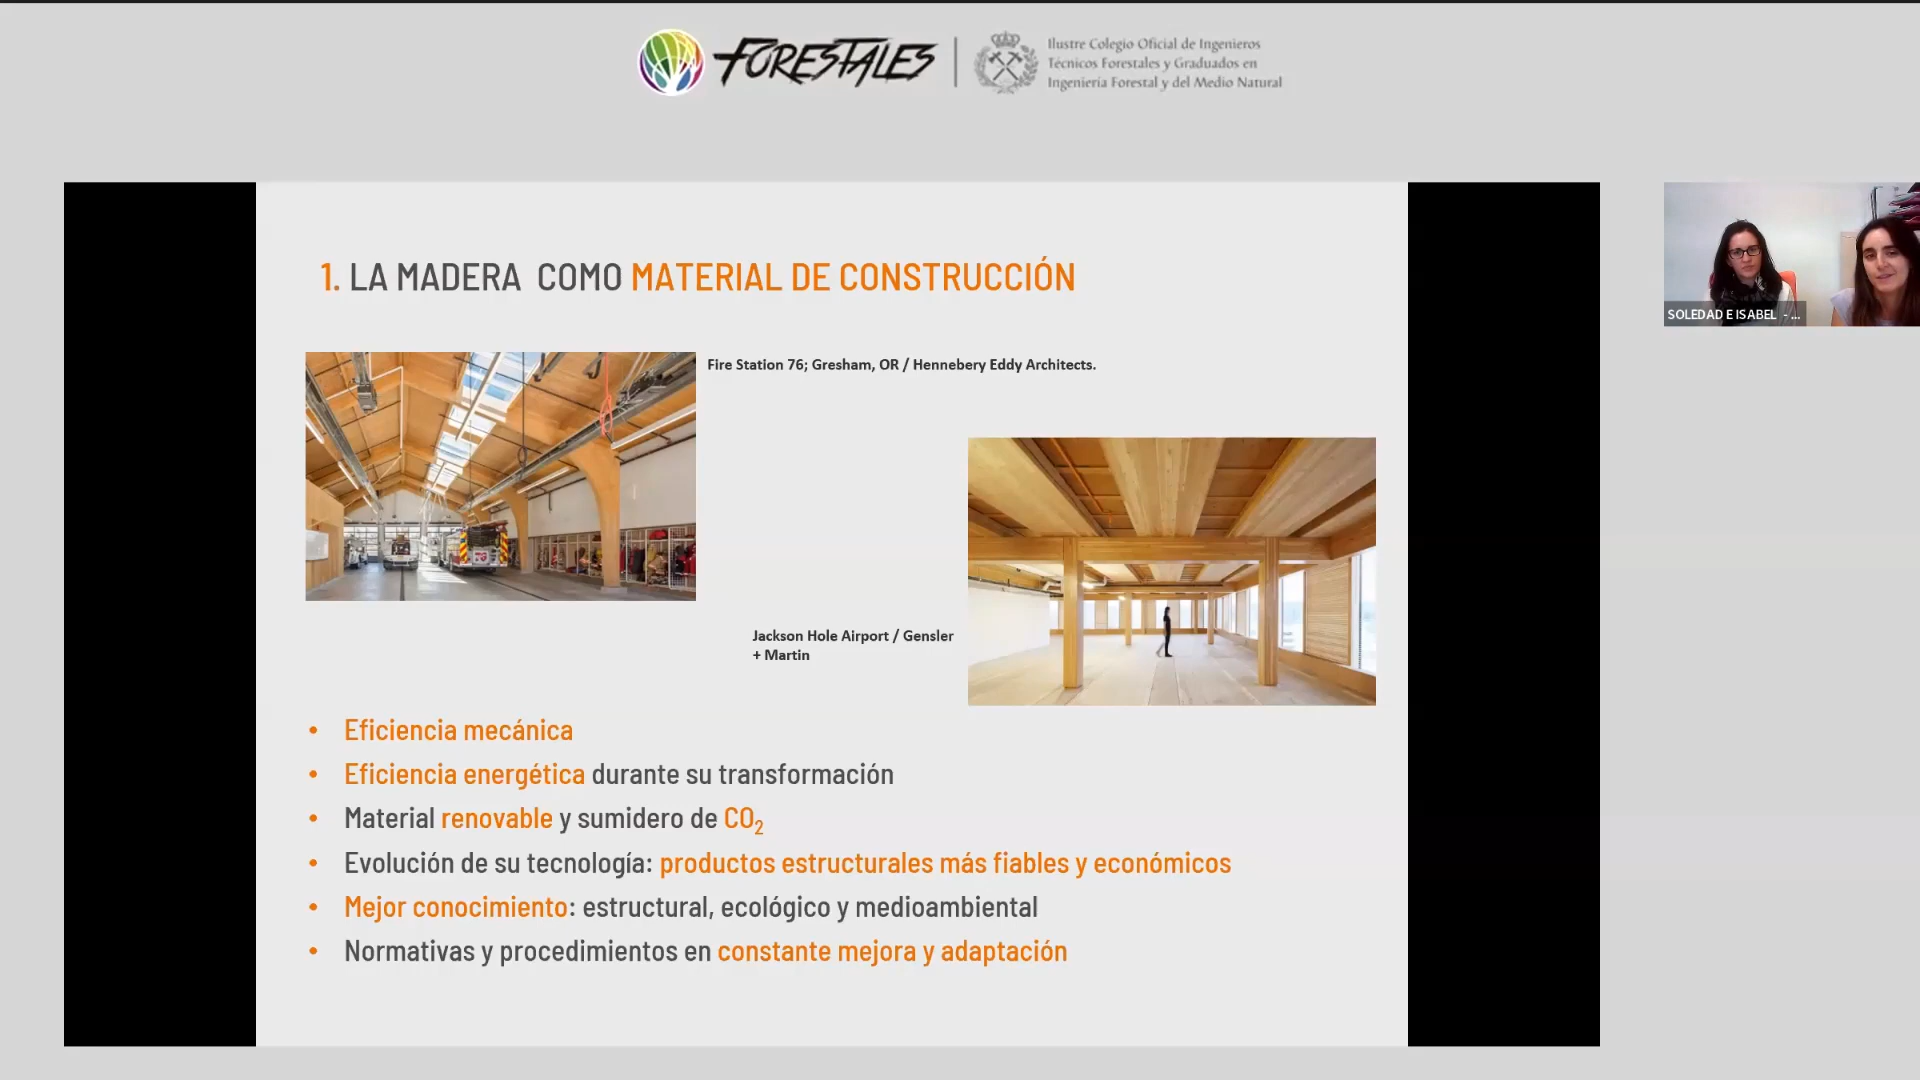 FORESTALES
Ilustre Colegio Oficial de Ingenieros
Técnicos Forestales y Graduados en
Ingeniería Forestal y del Medio Natural
1. LA MADERA COMO MATERIAL DE CONSTRUCCIÓN
Fire Station 76; Gresham, OR / Hennebery Eddy Architects.
Jackson Hole Airport / Gensler
+ Martin
SOLEDAD E ISABEL - ...
• Eficiencia mecánica
• Eficiencia energética durante su transformación
• Material renovable y sumidero de CO₂
• Evolución de su tecnología: productos estructurales más fiables y económicos
• Mejor conocimiento: estructural, ecológico y medioambiental
• Normativas y procedimientos en constante mejora y adaptación